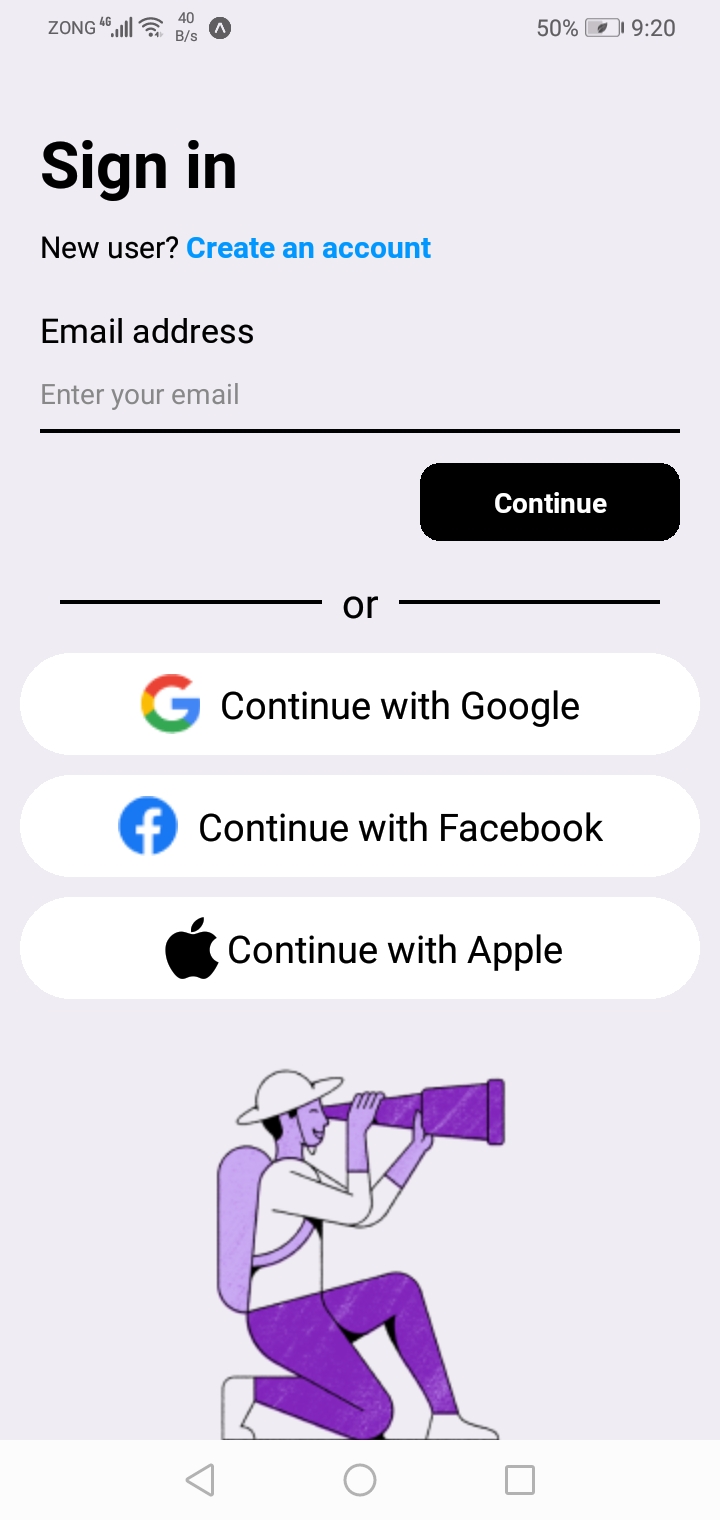 ZONG 4G 40 B/s 50% 9:20
Sign in
New user? Create an account
Email address
Enter your email
Continue
or
Continue with Google
Continue with Facebook
Continue with Apple